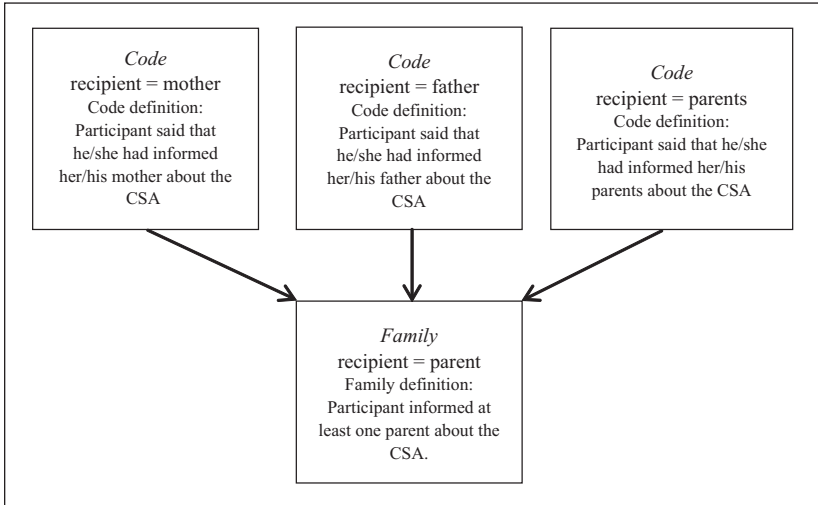 Code
recipient = mother
Code definition:
Participant said that
he/she had informed
her/his mother about the
CSA
Code
recipient = father
Code definition:
Participant said that
he/she had informed
her/his father about the
CSA
Code
recipient = parents
Code definition:
Participant said that he/she
had informed her/his
parents about the CSA
Family
recipient = parent
Family definition:
Participant informed at
least one parent about the
CSA.